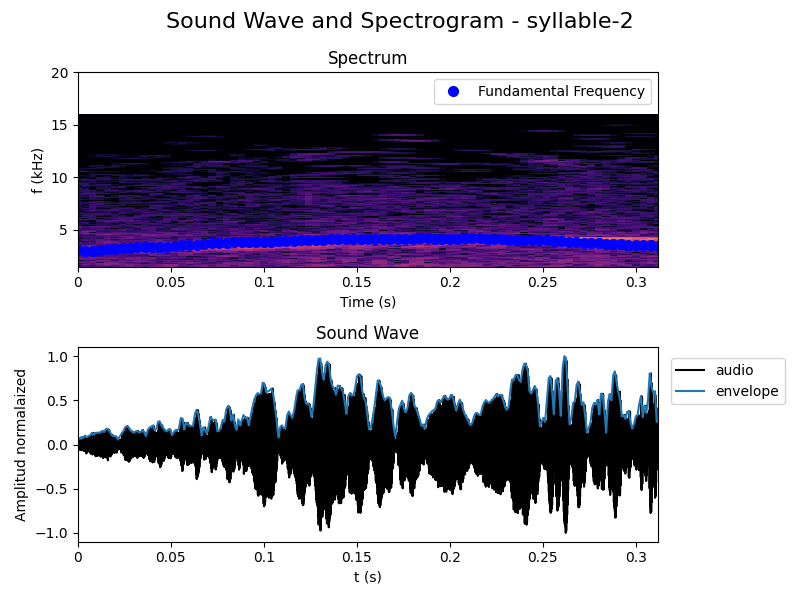 Sound Wave and Spectrogram - syllable-2
Spectrum
20
15
10
5
f (kHz)
Fundamental Frequency
0 0.05 0.1 0.15 0.2 0.25 0.3
Time (s)
Sound Wave
1.0
0.5
0.0
−0.5
−1.0
Amplitud normalaized
audio
envelope
0 0.05 0.1 0.15 0.2 0.25 0.3
t (s)